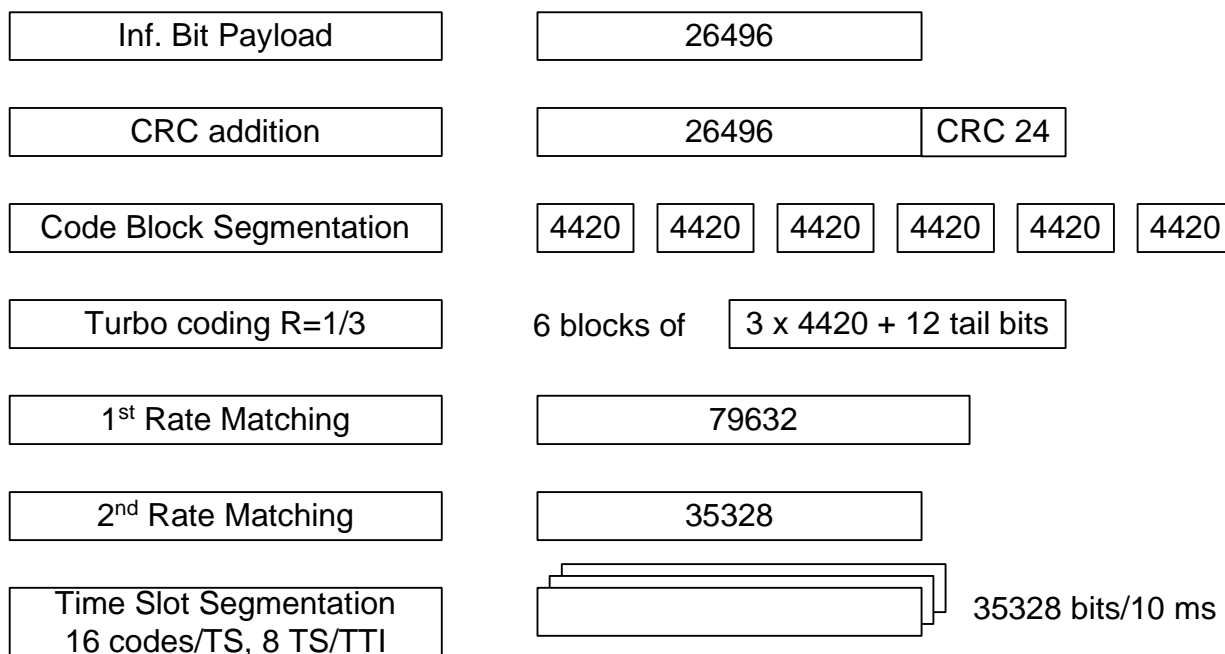 Inf. Bit Payload 26496
CRC addition 26496 CRC 24
Code Block Segmentation 4420 4420 4420 4420 4420 4420
Turbo coding R=1/3 6 blocks of 3 x 4420 + 12 tail bits
1st Rate Matching 79632
2nd Rate Matching 35328
Time Slot Segmentation
16 codes/TS, 8 TS/TTI
35328 bits/10 ms